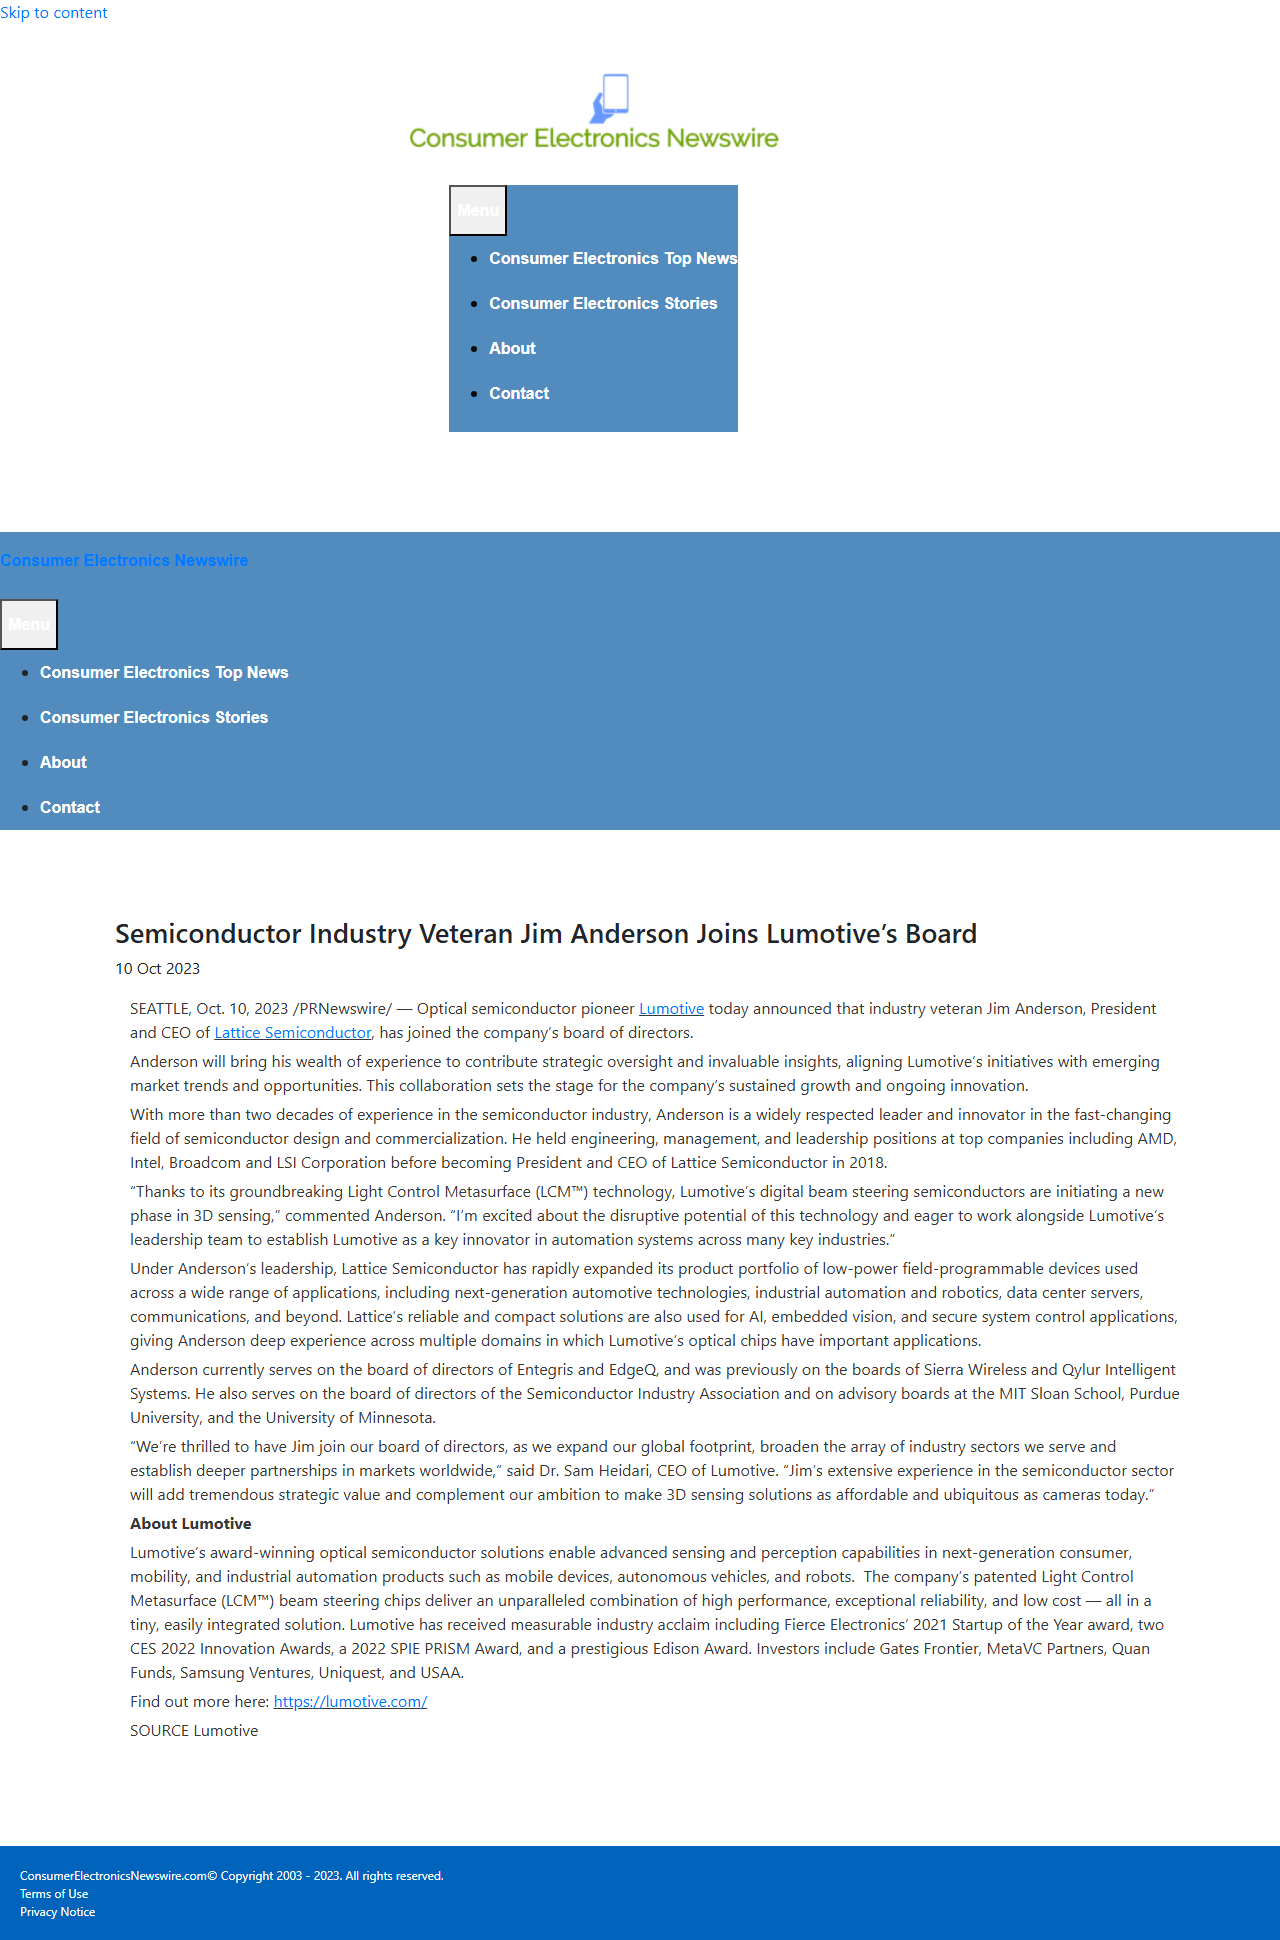 Skip to content
Consumer Electronics Newswire
Menu
Consumer Electronics Top News
Consumer Electronics Stories
About
Contact
Consumer Electronics Newswire
Menu
Consumer Electronics Top News
Consumer Electronics Stories
About
Contact
Semiconductor Industry Veteran Jim Anderson Joins Lumotive’s Board
10 Oct 2023
SEATTLE, Oct. 10, 2023 /PRNewswire/ — Optical semiconductor pioneer Lumotive today announced that industry veteran Jim Anderson, President
and CEO of Lattice Semiconductor, has joined the company’s board of directors.
Anderson will bring his wealth of experience to contribute strategic oversight and invaluable insights, aligning Lumotive’s initiatives with emerging
market trends and opportunities. This collaboration sets the stage for the company’s sustained growth and ongoing innovation.
With more than two decades of experience in the semiconductor industry, Anderson is a widely respected leader and innovator in the fast-changing
field of semiconductor design and commercialization. He held engineering, management, and leadership positions at top companies including AMD,
Intel, Broadcom and LSI Corporation before becoming President and CEO of Lattice Semiconductor in 2018.
“Thanks to its groundbreaking Light Control Metasurface (LCM™) technology, Lumotive’s digital beam steering semiconductors are initiating a new
phase in 3D sensing,” commented Anderson. “I’m excited about the disruptive potential of this technology and eager to work alongside Lumotive’s
leadership team to establish Lumotive as a key innovator in automation systems across many key industries.”
Under Anderson’s leadership, Lattice Semiconductor has rapidly expanded its product portfolio of low-power field-programmable devices used
across a wide range of applications, including next-generation automotive technologies, industrial automation and robotics, data center servers,
communications, and beyond. Lattice’s reliable and compact solutions are also used for AI, embedded vision, and secure system control applications,
giving Anderson deep experience across multiple domains in which Lumotive’s optical chips have important applications.
Anderson currently serves on the board of directors of Entegris and EdgeQ, and was previously on the boards of Sierra Wireless and Qylur Intelligent
Systems. He also serves on the board of directors of the Semiconductor Industry Association and on advisory boards at the MIT Sloan School, Purdue
University, and the University of Minnesota.
“We’re thrilled to have Jim join our board of directors, as we expand our global footprint, broaden the array of industry sectors we serve and
establish deeper partnerships in markets worldwide,” said Dr. Sam Heidari, CEO of Lumotive. “Jim’s extensive experience in the semiconductor sector
will add tremendous strategic value and complement our ambition to make 3D sensing solutions as affordable and ubiquitous as cameras today.”
About Lumotive
Lumotive’s award-winning optical semiconductor solutions enable advanced sensing and perception capabilities in next-generation consumer,
mobility, and industrial automation products such as mobile devices, autonomous vehicles, and robots.  The company’s patented Light Control
Metasurface (LCM™) beam steering chips deliver an unparalleled combination of high performance, exceptional reliability, and low cost — all in a
tiny, easily integrated solution. Lumotive has received measurable industry acclaim including Fierce Electronics’ 2021 Startup of the Year award, two
CES 2022 Innovation Awards, a 2022 SPIE PRISM Award, and a prestigious Edison Award. Investors include Gates Frontier, MetaVC Partners, Quan
Funds, Samsung Ventures, Uniquest, and USAA.
Find out more here: https://lumotive.com/
SOURCE Lumotive
ConsumerElectronicsNewswire.com© Copyright 2003 - 2023. All rights reserved.
Terms of Use
Privacy Notice